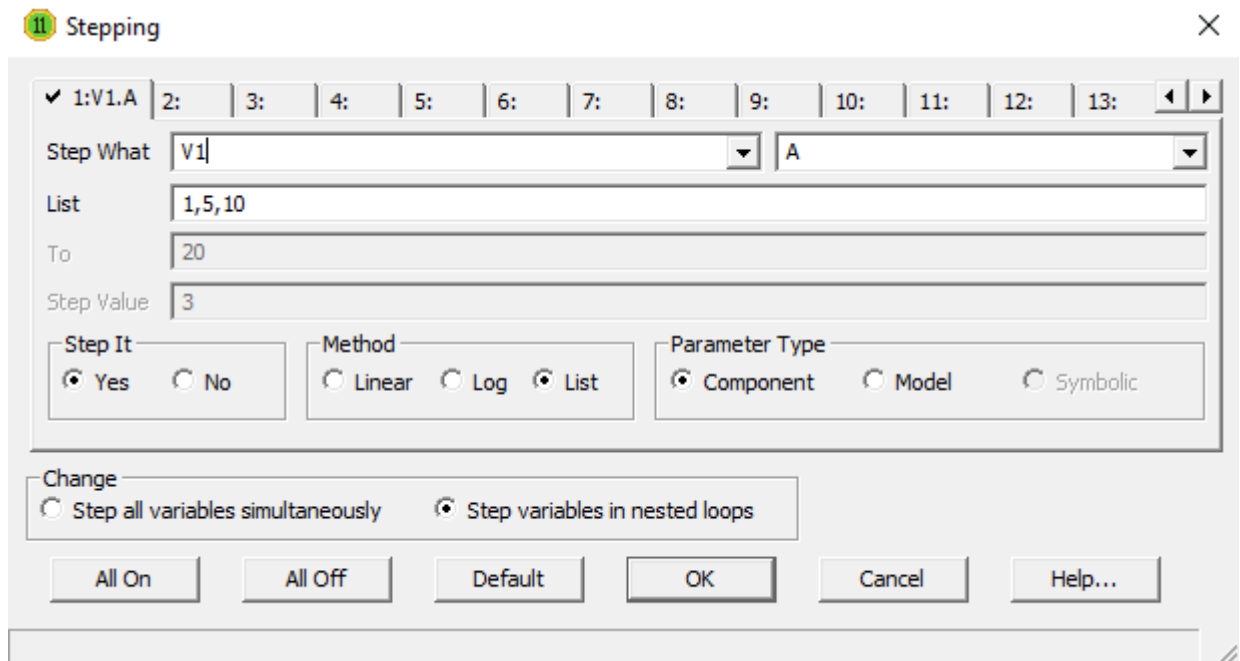 11 Stepping
1:V1.A 2: 3: 4: 5: 6: 7: 8: 9: 10: 11: 12: 13:
Step What V1 A
List 1,5,10
To 20
Step Value 3
Step It Method Parameter Type
Yes No Linear Log List Component Model Symbolic
Change
Step all variables simultaneously Step variables in nested loops
All On All Off Default OK Cancel Help...